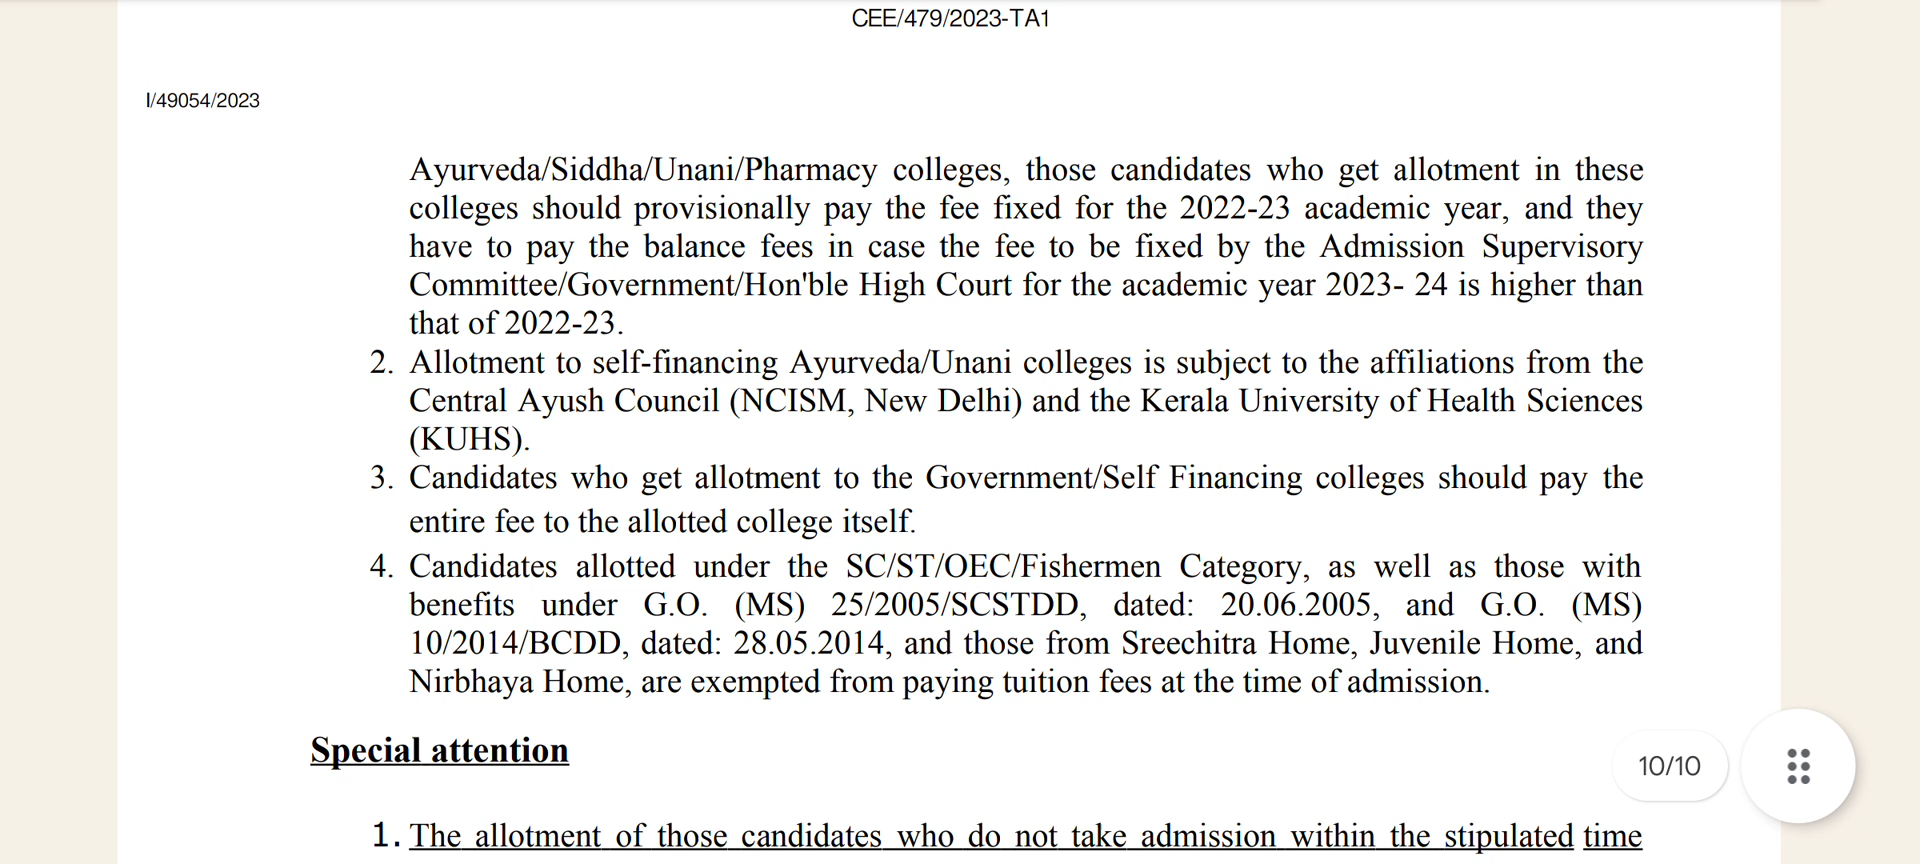 CEE/479/2023-TA1
I/49054/2023
Ayurveda/Siddha/Unani/Pharmacy colleges, those candidates who get allotment in these
colleges should provisionally pay the fee fixed for the 2022-23 academic year, and they
have to pay the balance fees in case the fee to be fixed by the Admission Supervisory
Committee/Government/Hon'ble High Court for the academic year 2023- 24 is higher than
that of 2022-23.
2. Allotment to self-financing Ayurveda/Unani colleges is subject to the affiliations from the
Central Ayush Council (NCISM, New Delhi) and the Kerala University of Health Sciences
(KUHS).
3. Candidates who get allotment to the Government/Self Financing colleges should pay the
entire fee to the allotted college itself.
4. Candidates allotted under the SC/ST/OEC/Fishermen Category, as well as those with
benefits under G.O. (MS) 25/2005/SCSTDD, dated: 20.06.2005, and G.O. (MS)
10/2014/BCDD, dated: 28.05.2014, and those from Sreechitra Home, Juvenile Home, and
Nirbhaya Home, are exempted from paying tuition fees at the time of admission.
Special attention
10/10
1. The allotment of those candidates who do not take admission within the stipulated time